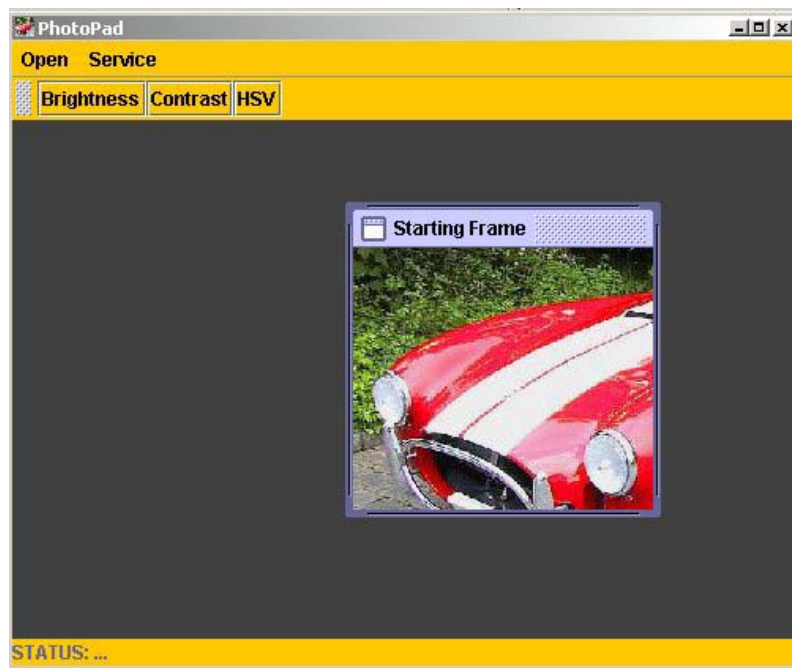 PhotoPad
Open Service
Brightness Contrast HSV
Starting Frame
STATUS: ...